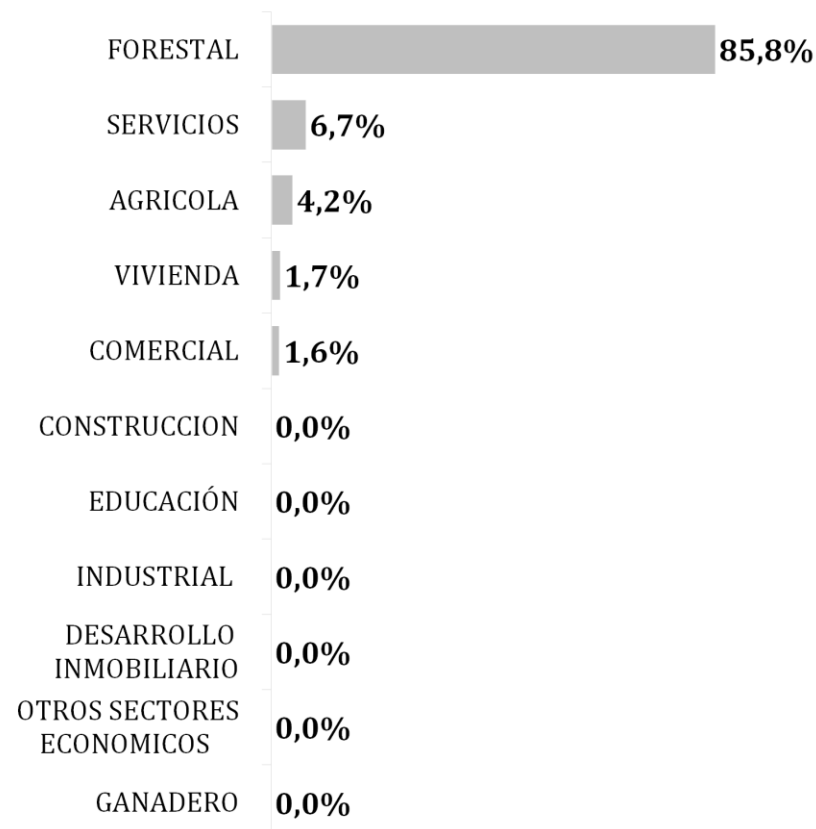 FORESTAL 85,8%
SERVICIOS 6,7%
AGRICOLA 4,2%
VIVIENDA 1,7%
COMERCIAL 1,6%
CONSTRUCCION 0,0%
EDUCACIÓN 0,0%
INDUSTRIAL 0,0%
DESARROLLO
INMOBILIARIO 0,0%
OTROS SECTORES
ECONOMICOS 0,0%
GANADERO 0,0%